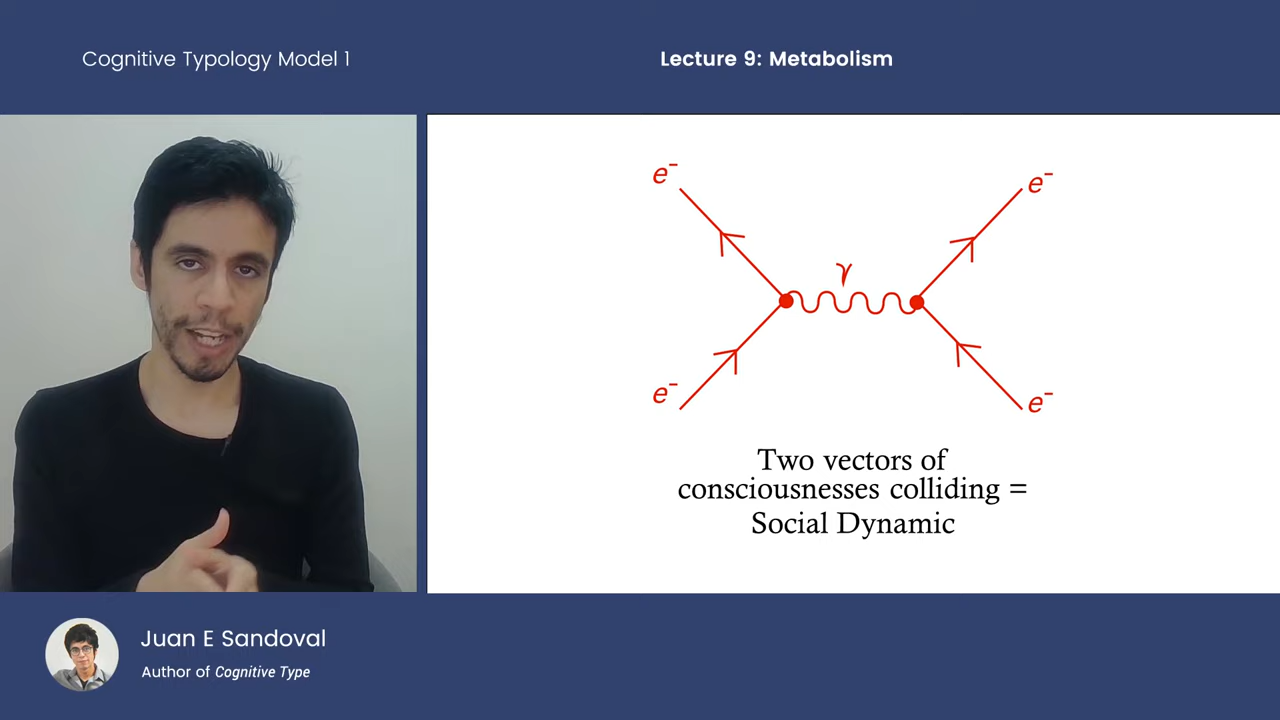 Cognitive Typology Model 1
Lecture 9: Metabolism
e⁻
e⁻
γ
e⁻
e⁻
Two vectors of
consciousnesses colliding =
Social Dynamic
Juan E Sandoval
Author of Cognitive Type